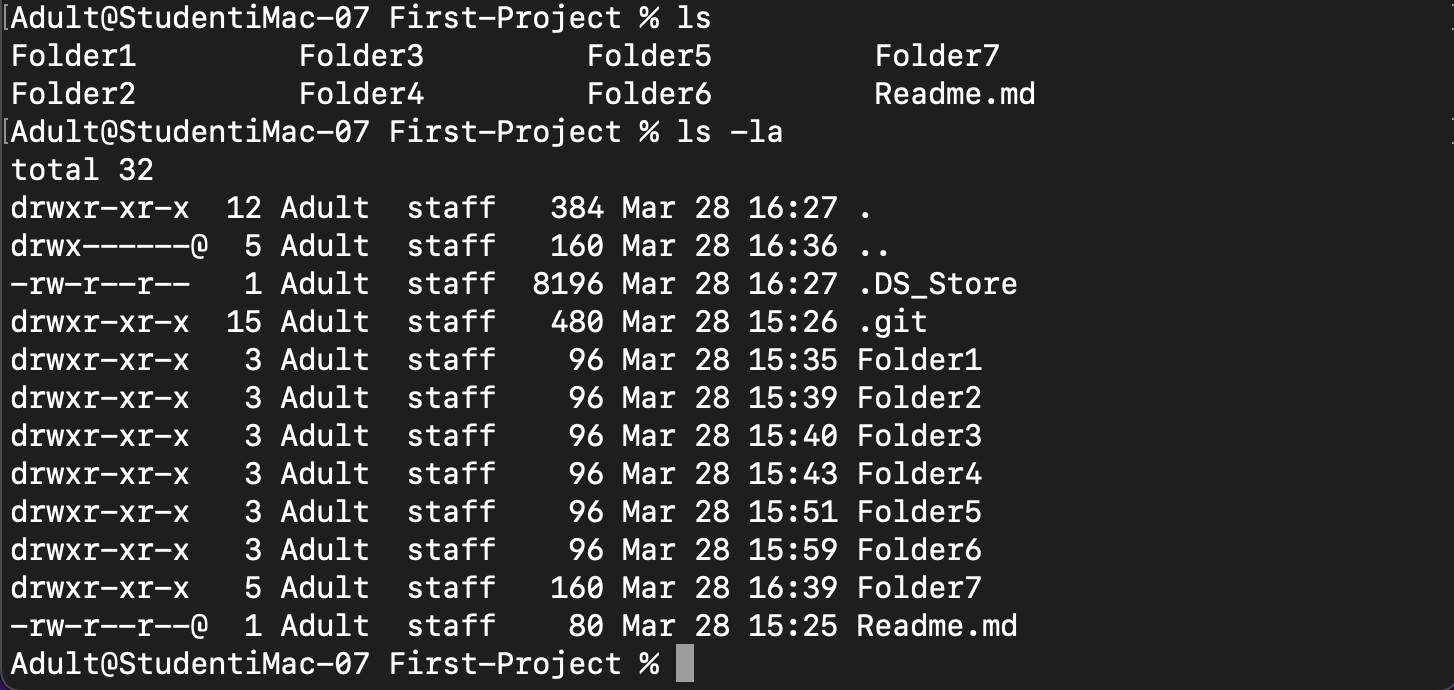 [Adult@StudentiMac-07 First-Project % ls
Folder1         Folder3         Folder5         Folder7
Folder2         Folder4         Folder6         Readme.md
[Adult@StudentiMac-07 First-Project % ls -la
total 32
drwxr-xr-x  12 Adult  staff   384 Mar 28 16:27 .
drwx------@  5 Adult  staff   160 Mar 28 16:36 ..
-rw-r--r--   1 Adult  staff  8196 Mar 28 16:27 .DS_Store
drwxr-xr-x  15 Adult  staff   480 Mar 28 15:26 .git
drwxr-xr-x   3 Adult  staff    96 Mar 28 15:35 Folder1
drwxr-xr-x   3 Adult  staff    96 Mar 28 15:39 Folder2
drwxr-xr-x   3 Adult  staff    96 Mar 28 15:40 Folder3
drwxr-xr-x   3 Adult  staff    96 Mar 28 15:43 Folder4
drwxr-xr-x   3 Adult  staff    96 Mar 28 15:51 Folder5
drwxr-xr-x   3 Adult  staff    96 Mar 28 15:59 Folder6
drwxr-xr-x   5 Adult  staff   160 Mar 28 16:39 Folder7
-rw-r--r--@  1 Adult  staff    80 Mar 28 15:25 Readme.md
Adult@StudentiMac-07 First-Project %